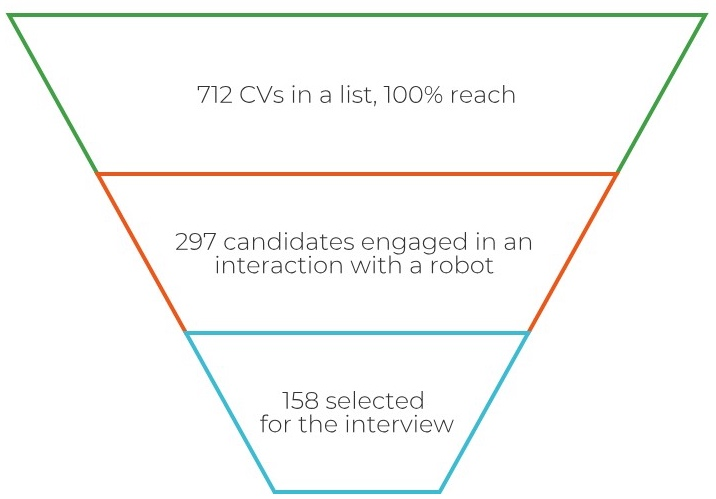 712 CVs in a list, 100% reach
297 candidates engaged in an
interaction with a robot
158 selected
for the interview